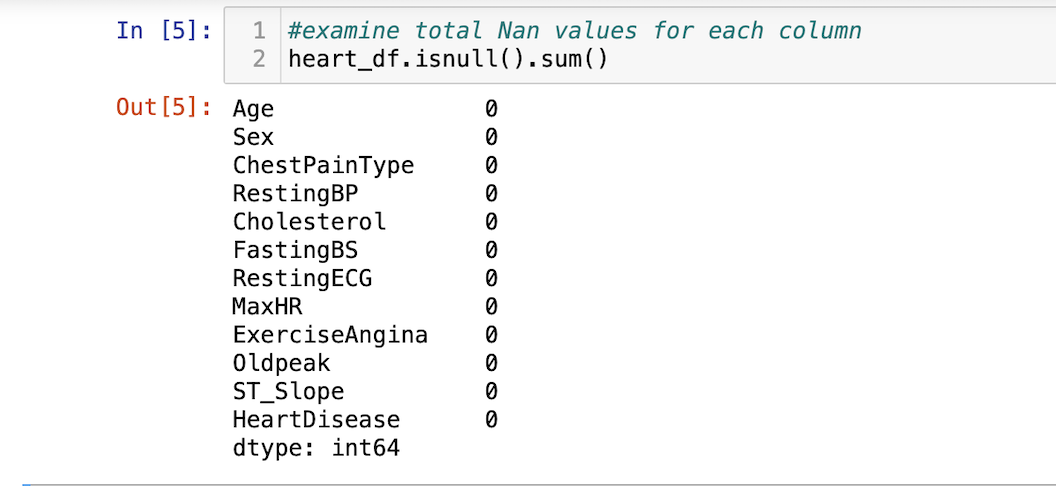 In [5]: 1 #examine total Nan values for each column
2 heart_df.isnull().sum()
Out[5]: Age 0
Sex 0
ChestPainType 0
RestingBP 0
Cholesterol 0
FastingBS 0
RestingECG 0
MaxHR 0
ExerciseAngina 0
Oldpeak 0
ST_Slope 0
HeartDisease 0
dtype: int64